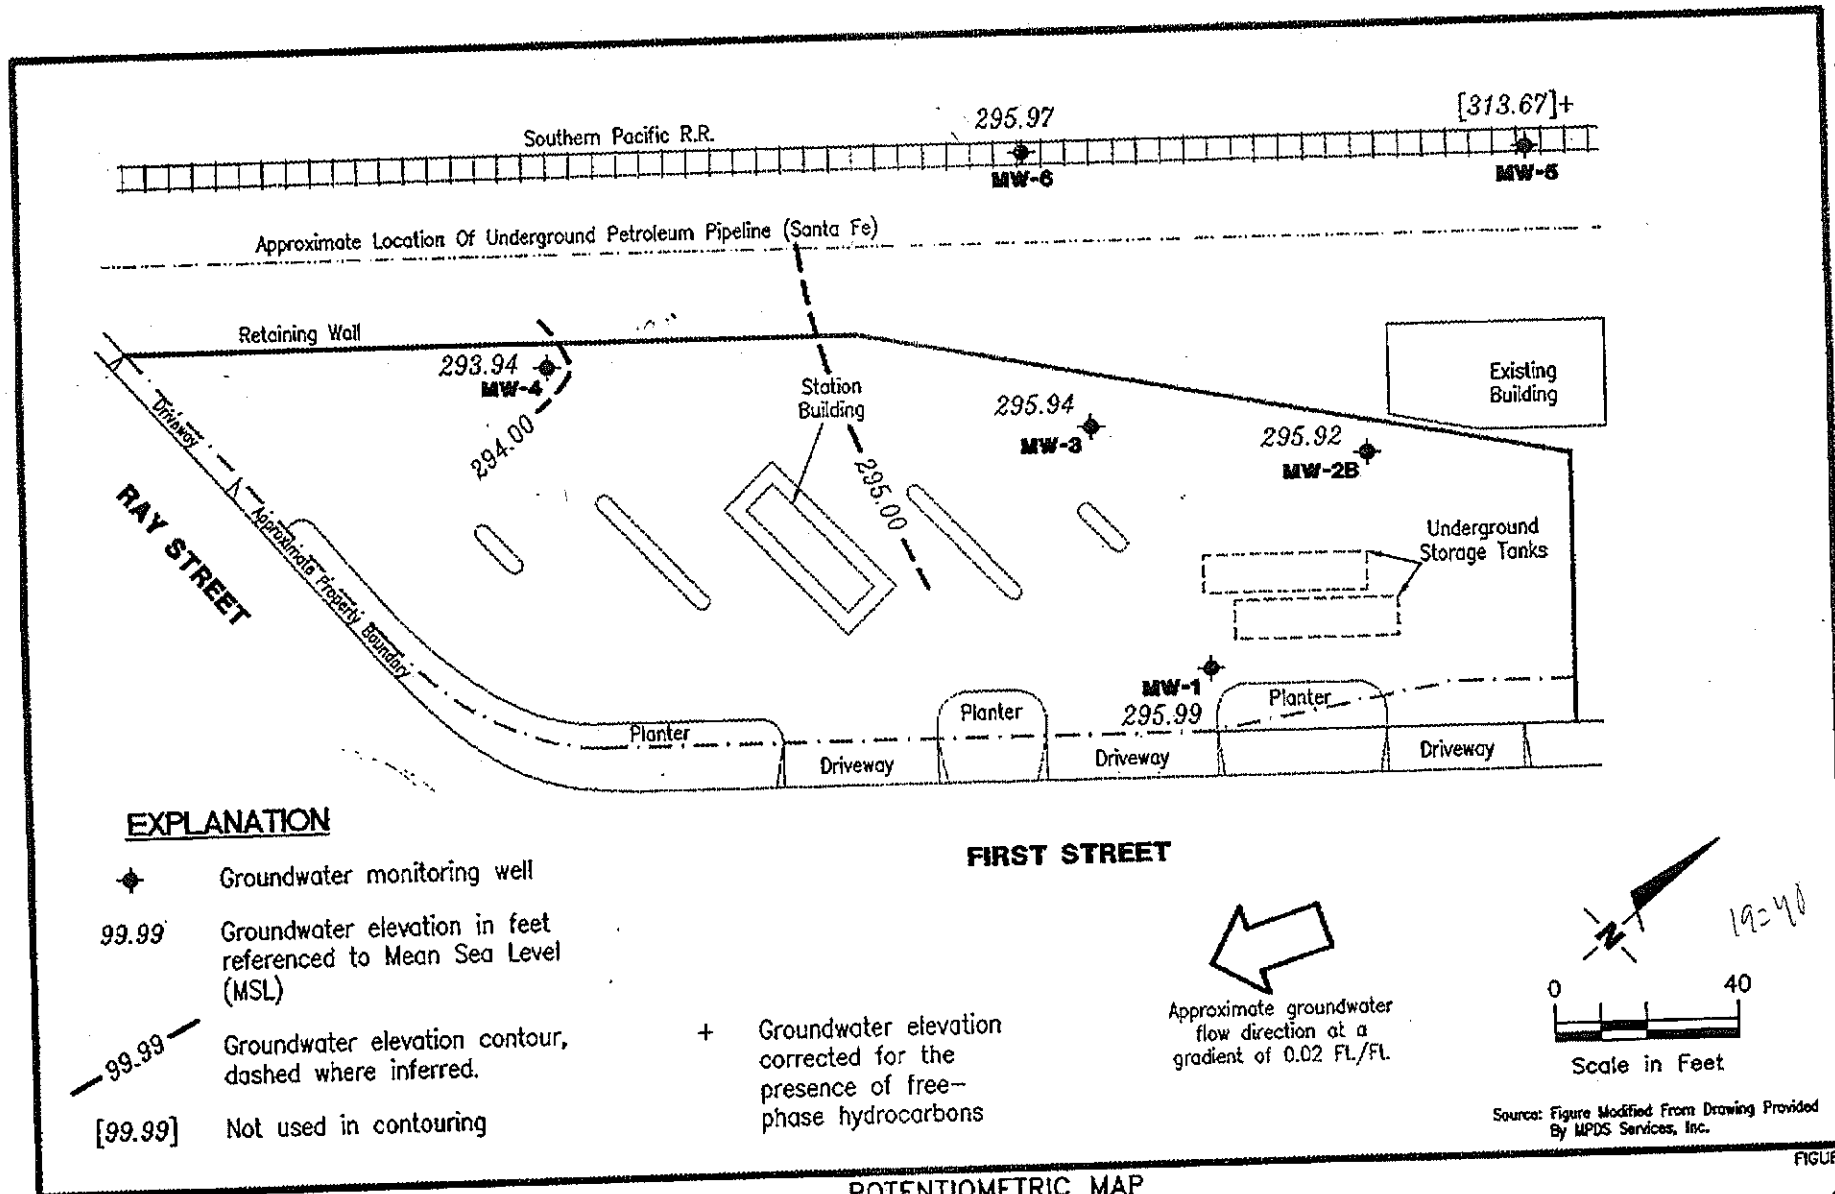 Southern Pacific R.R.
295.97
MW-6
[313.67]+
MW-5
Approximate Location Of Underground Petroleum Pipeline (Santa Fe)
Retaining Wall
293.94
MW-4
294.00
Station
Building
295.00
295.94
MW-3
295.92
MW-2B
Existing
Building
Underground
Storage Tanks
Driveway
Approximate Property Boundary
RAY STREET
MW-1
295.99
Planter
Planter
Planter
Driveway
Driveway
Driveway
FIRST STREET
EXPLANATION
Groundwater monitoring well
99.99
Groundwater elevation in feet
referenced to Mean Sea Level
(MSL)
99.99
Groundwater elevation contour,
dashed where inferred.
[99.99]
Not used in contouring
+
Groundwater elevation
corrected for the
presence of free-
phase hydrocarbons
Approximate groundwater
flow direction at a
gradient of 0.02 Ft./Ft.
N
19=40
0
40
Scale in Feet
Source: Figure Modified From Drawing Provided
By MPDS Services, Inc.
FIGU
POTENTIOMETRIC MAP